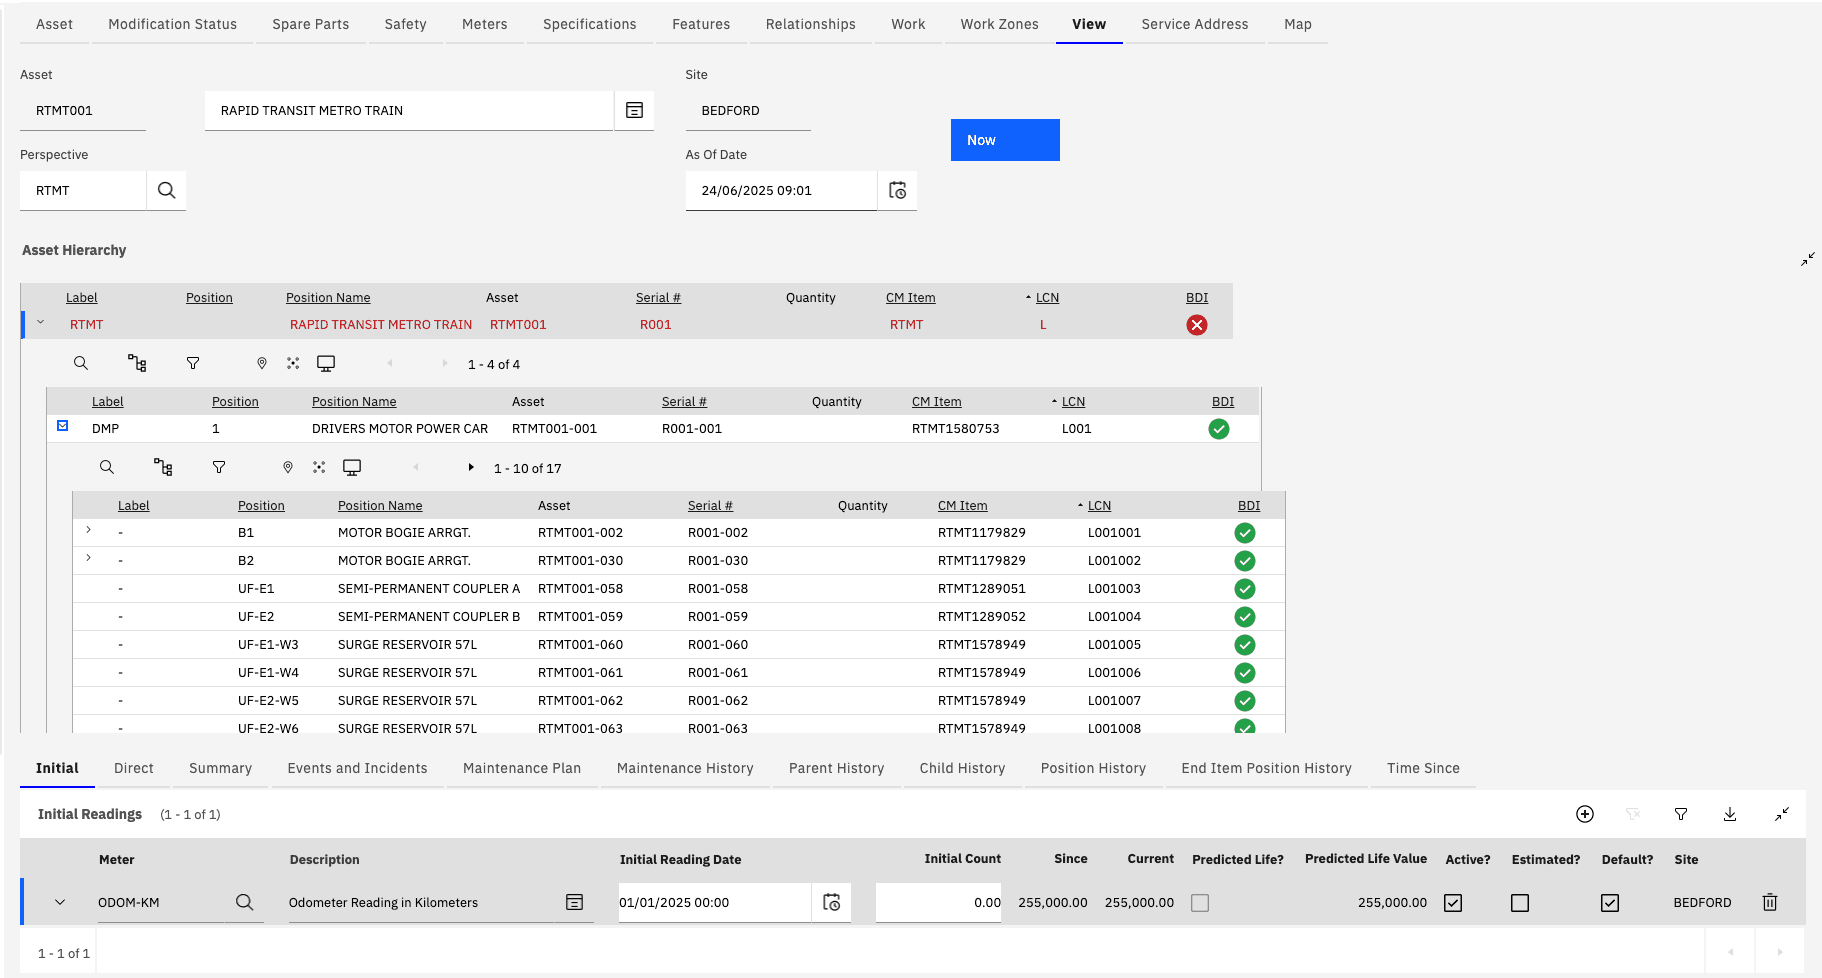 Asset Modification Status Spare Parts Safety Meters Specifications Features Relationships Work Work Zones View Service Address Map
Asset Site
RTMT001 RAPID TRANSIT METRO TRAIN BEDFORD
Now
Perspective As Of Date
RTMT 24/06/2025 09:01
Asset Hierarchy
Label Position Position Name Asset Serial # Quantity CM Item LCN BDI
RTMT RAPID TRANSIT METRO TRAIN RTMT001 R001 RTMT L
1 - 4 of 4
Label Position Position Name Asset Serial # Quantity CM Item LCN BDI
DMP 1 DRIVERS MOTOR POWER CAR RTMT001-001 R001-001 RTMT1580753 L001
1 - 10 of 17
Label Position Position Name Asset Serial # Quantity CM Item LCN BDI
- B1 MOTOR BOGIE ARRGT. RTMT001-002 R001-002 RTMT1179829 L001001
- B2 MOTOR BOGIE ARRGT. RTMT001-030 R001-030 RTMT1179829 L001002
- UF-E1 SEMI-PERMANENT COUPLER A RTMT001-058 R001-058 RTMT1289051 L001003
- UF-E2 SEMI-PERMANENT COUPLER B RTMT001-059 R001-059 RTMT1289052 L001004
- UF-E1-W3 SURGE RESERVOIR 57L RTMT001-060 R001-060 RTMT1578949 L001005
- UF-E1-W4 SURGE RESERVOIR 57L RTMT001-061 R001-061 RTMT1578949 L001006
- UF-E2-W5 SURGE RESERVOIR 57L RTMT001-062 R001-062 RTMT1578949 L001007
- UF-E2-W6 SURGE RESERVOIR 57L RTMT001-063 R001-063 RTMT1578949 L001008
Initial Direct Summary Events and Incidents Maintenance Plan Maintenance History Parent History Child History Position History End Item Position History Time Since
Initial Readings (1 - 1 of 1)
Meter Description Initial Reading Date Initial Count Since Current Predicted Life? Predicted Life Value Active? Estimated? Default? Site
ODOM-KM Odometer Reading in Kilometers 01/01/2025 00:00 0.00 255,000.00 255,000.00 255,000.00 BEDFORD
1 - 1 of 1